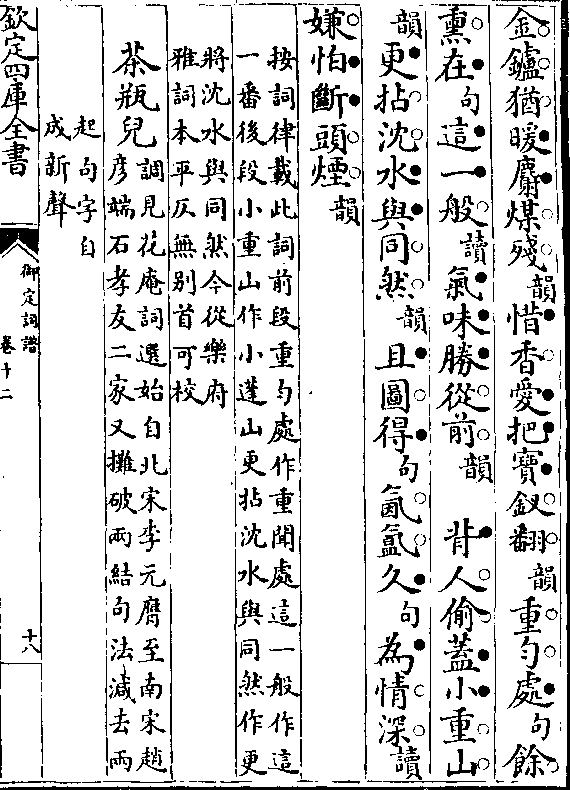 金鑪猶暖麝煤殘韻惜香愛把寶釵翻韻重勻處句餘
熏在句這一般讀氣味勝從前韻　背人偷蓋小重山
韻更拈沈水與同然韻且圖得句氤氳久句為情深讀
嫌怕斷頭煙韻
按詞律載此詞前段重勻處作重聞處這一般作這
一番後段小重山作小蓬山更拈沈水與同然作更
將沈水與同然今從樂府
雅詞本平仄無别首可校
茶瓶兒調見花庵詞選始自北宋李元膺至南宋趙
彦端石孝友二家又攤破兩結句法減去兩
起句字自
成新聲
欽定四庫全書
御定詞譜
卷十二
十八